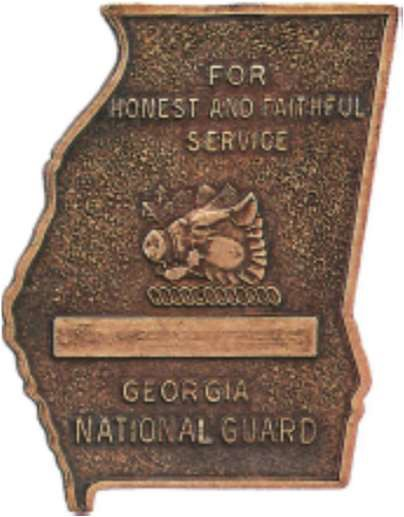 FOR
HONEST AND FAITHFUL
SERVICE
GEORGIA
NATIONAL GUARD